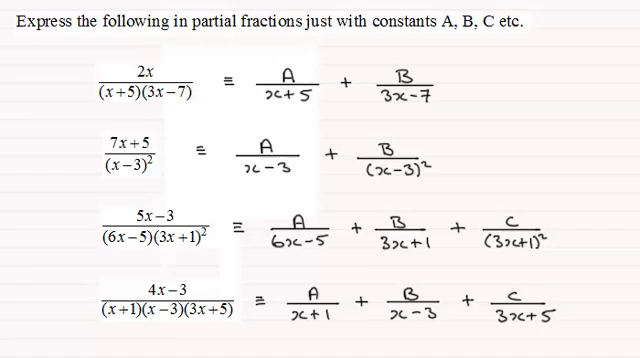 Express the following in partial fractions just with constants A, B, C etc.
2x/((x+5)(3x−7)) ≡ A/(x+5) + B/(3x−7)
(7x+5)/(x−3)² ≡ A/(x−3) + B/(x−3)²
(5x−3)/((6x−5)(3x+1)²) ≡ A/(6x−5) + B/(3x+1) + C/(3x+1)²
(4x−3)/((x+1)(x−3)(3x+5)) ≡ A/(x+1) + B/(x−3) + C/(3x+5)